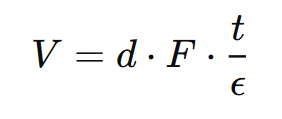 V = d · F · t/ϵ